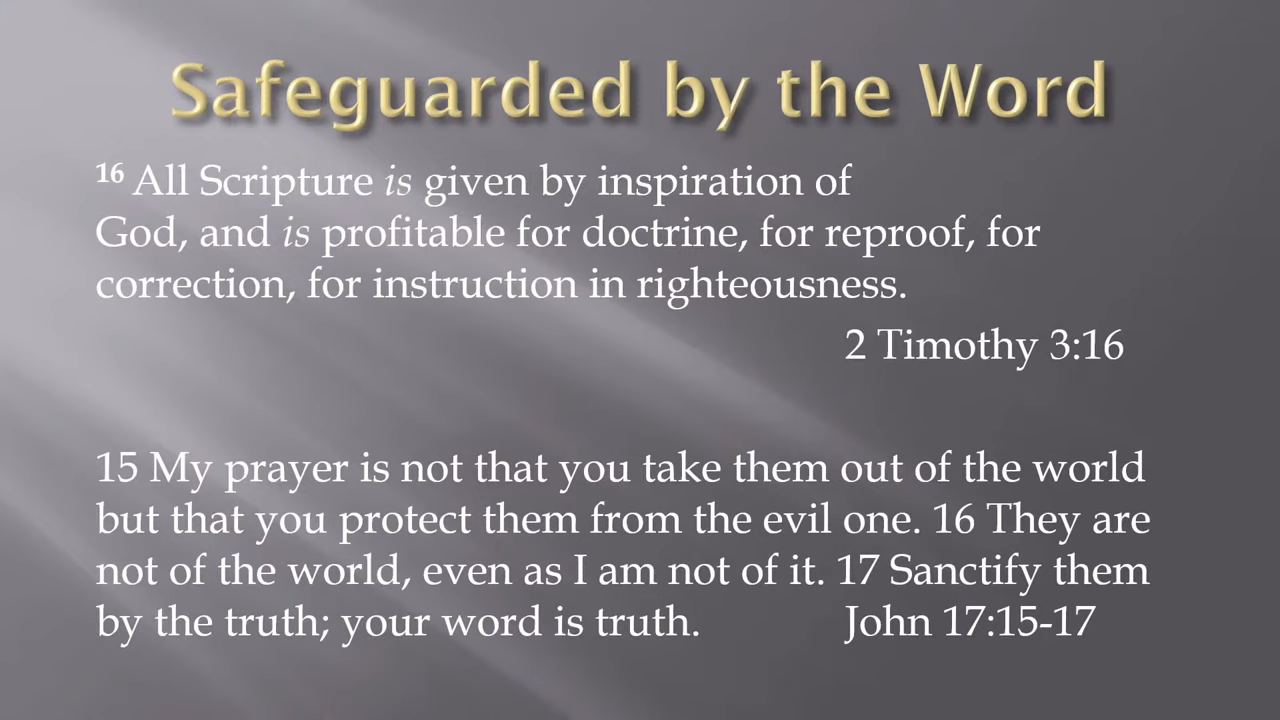 Safeguarded by the Word
16 All Scripture is given by inspiration of
God, and is profitable for doctrine, for reproof, for
correction, for instruction in righteousness.
2 Timothy 3:16
15 My prayer is not that you take them out of the world
but that you protect them from the evil one. 16 They are
not of the world, even as I am not of it. 17 Sanctify them
by the truth; your word is truth. John 17:15-17